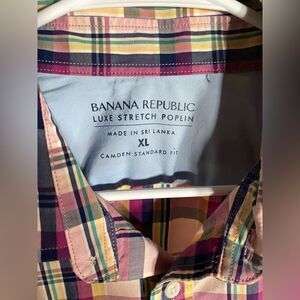 BANANA REPUBLIC
LUXE STRETCH POPLIN
MADE IN SRI LANKA
XL
CAMDEN STANDARD FIT